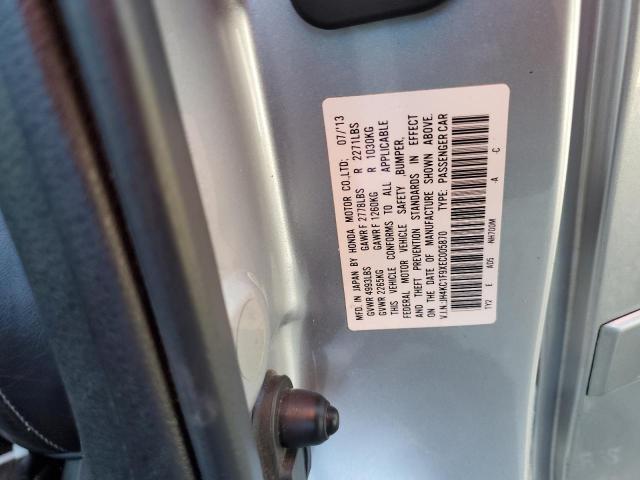 MFD. IN JAPAN BY HONDA MOTOR CO.,LTD; 07/'13
GVWR 4993LBS GAWR F 2778LBS R 2271LBS
GVWR 2265KG GAWR F 1260KG R 1030KG
THIS VEHICLE CONFORMS TO ALL APPLICABLE
FEDERAL MOTOR VEHICLE SAFETY, BUMPER,
AND THEFT PREVENTION STANDARDS IN EFFECT
ON THE DATE OF MANUFACTURE SHOWN ABOVE.
V.I.N. JH4KC1F9XEC005870 TYPE: PASSENGER CAR
-C
-A
1Y2 E A05 NH700M